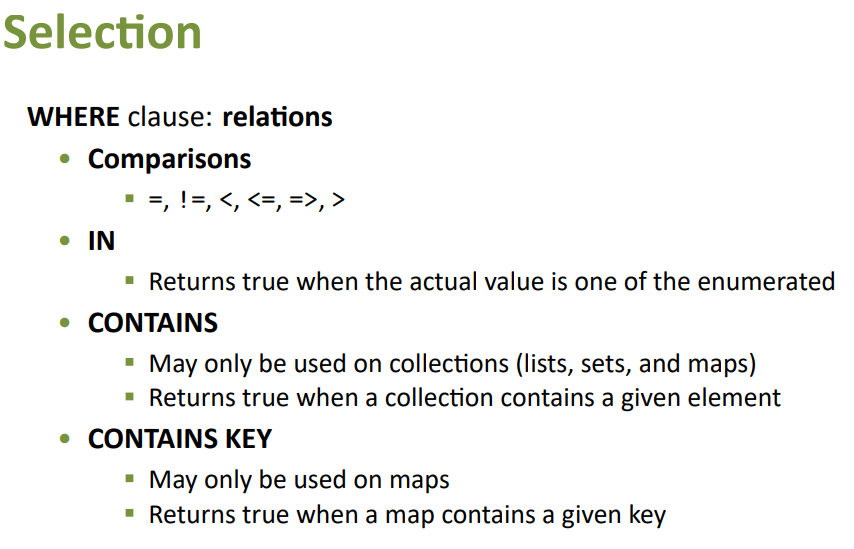 Selection
WHERE clause: relations
• Comparisons
▪ =, !=, <, <=, =>, >
• IN
▪ Returns true when the actual value is one of the enumerated
• CONTAINS
▪ May only be used on collections (lists, sets, and maps)
▪ Returns true when a collection contains a given element
• CONTAINS KEY
▪ May only be used on maps
▪ Returns true when a map contains a given key